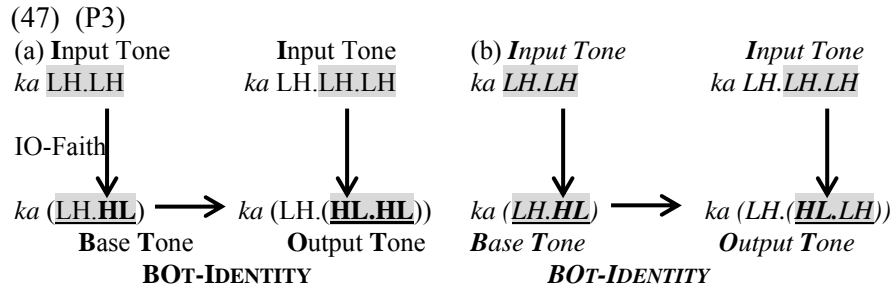 (47) (P3)
(a) Input Tone Input Tone (b) Input Tone Input Tone
ka LH.LH ka LH.LH.LH ka LH.LH ka LH.LH.LH
IO-Faith
ka (LH.HL) ka (LH.(HL.HL)) ka (LH.HL) ka (LH.(HL.LH))
Base Tone Output Tone Base Tone Output Tone
BOT-IDENTITY BOT-IDENTITY